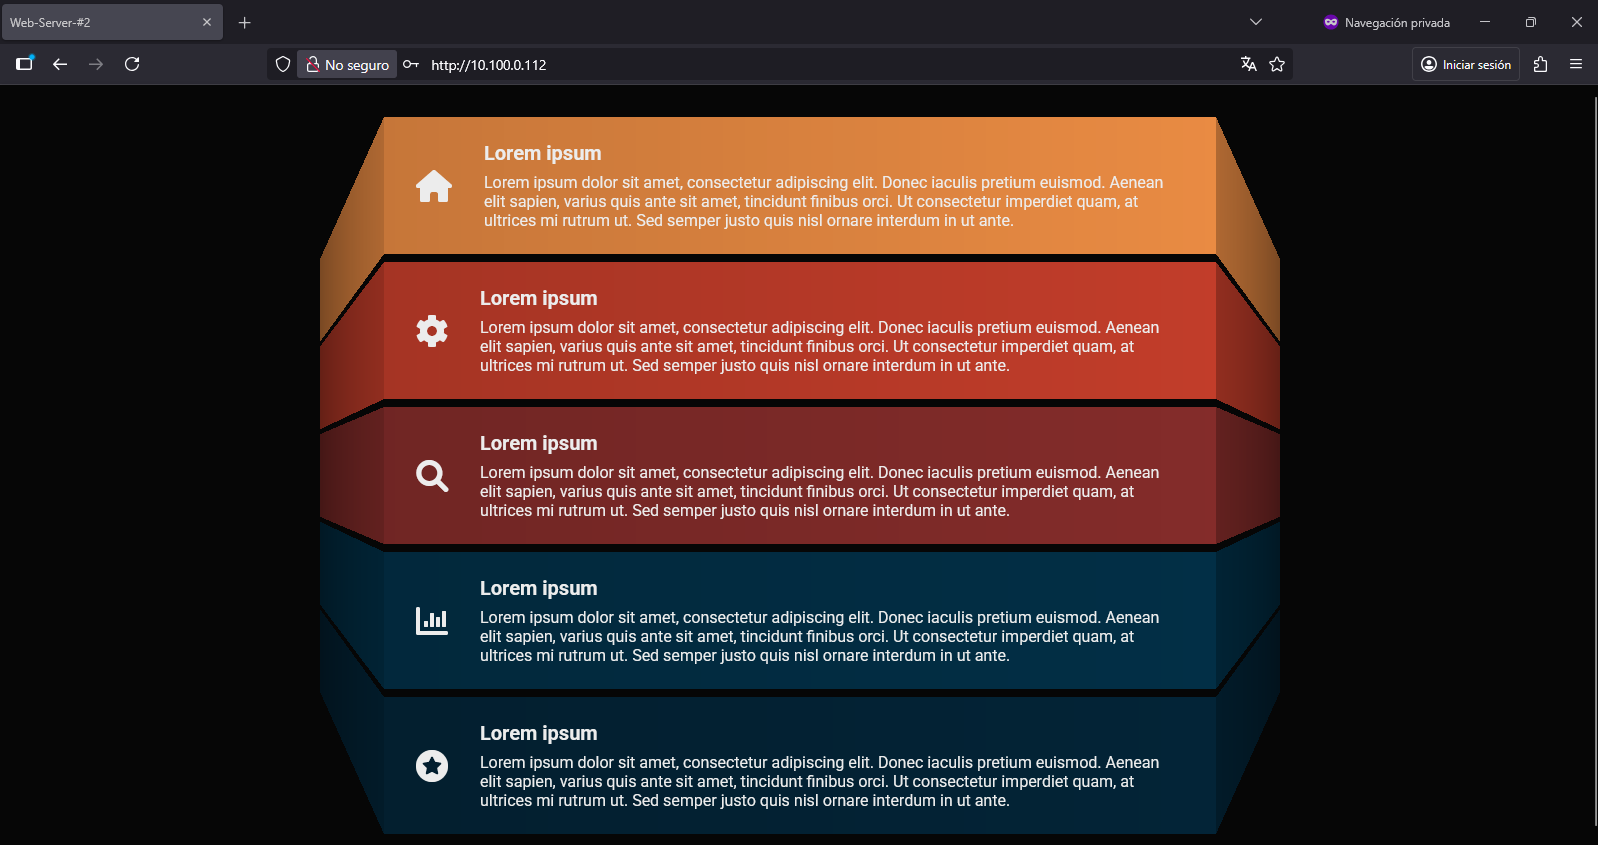 Web-Server-#2
Navegación privada
No seguro
http://10.100.0.112
Iniciar sesión
Lorem ipsum
Lorem ipsum dolor sit amet, consectetur adipiscing elit. Donec iaculis pretium euismod. Aenean
elit sapien, varius quis ante sit amet, tincidunt finibus orci. Ut consectetur imperdiet quam, at
ultrices mi rutrum ut. Sed semper justo quis nisl ornare interdum in ut ante.
Lorem ipsum
Lorem ipsum dolor sit amet, consectetur adipiscing elit. Donec iaculis pretium euismod. Aenean
elit sapien, varius quis ante sit amet, tincidunt finibus orci. Ut consectetur imperdiet quam, at
ultrices mi rutrum ut. Sed semper justo quis nisl ornare interdum in ut ante.
Lorem ipsum
Lorem ipsum dolor sit amet, consectetur adipiscing elit. Donec iaculis pretium euismod. Aenean
elit sapien, varius quis ante sit amet, tincidunt finibus orci. Ut consectetur imperdiet quam, at
ultrices mi rutrum ut. Sed semper justo quis nisl ornare interdum in ut ante.
Lorem ipsum
Lorem ipsum dolor sit amet, consectetur adipiscing elit. Donec iaculis pretium euismod. Aenean
elit sapien, varius quis ante sit amet, tincidunt finibus orci. Ut consectetur imperdiet quam, at
ultrices mi rutrum ut. Sed semper justo quis nisl ornare interdum in ut ante.
Lorem ipsum
Lorem ipsum dolor sit amet, consectetur adipiscing elit. Donec iaculis pretium euismod. Aenean
elit sapien, varius quis ante sit amet, tincidunt finibus orci. Ut consectetur imperdiet quam, at
ultrices mi rutrum ut. Sed semper justo quis nisl ornare interdum in ut ante.